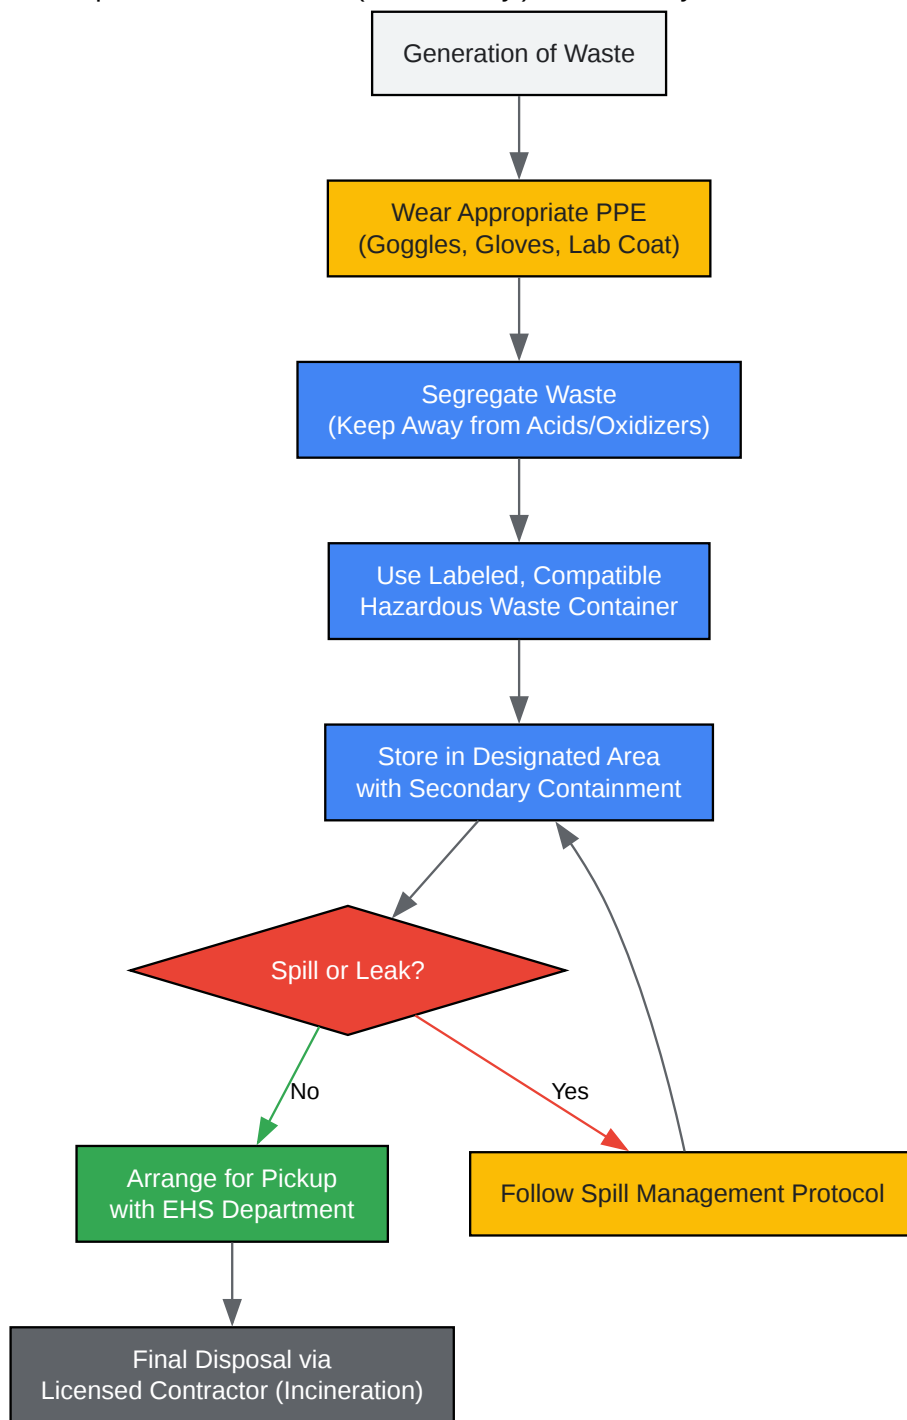 Generation of Waste
Wear Appropriate PPE
(Goggles, Gloves, Lab Coat)
Segregate Waste
(Keep Away from Acids/Oxidizers)
Use Labeled, Compatible
Hazardous Waste Container
Store in Designated Area
with Secondary Containment
Spill or Leak?
No
Yes
Arrange for Pickup
with EHS Department
Follow Spill Management Protocol
Final Disposal via
Licensed Contractor (Incineration)